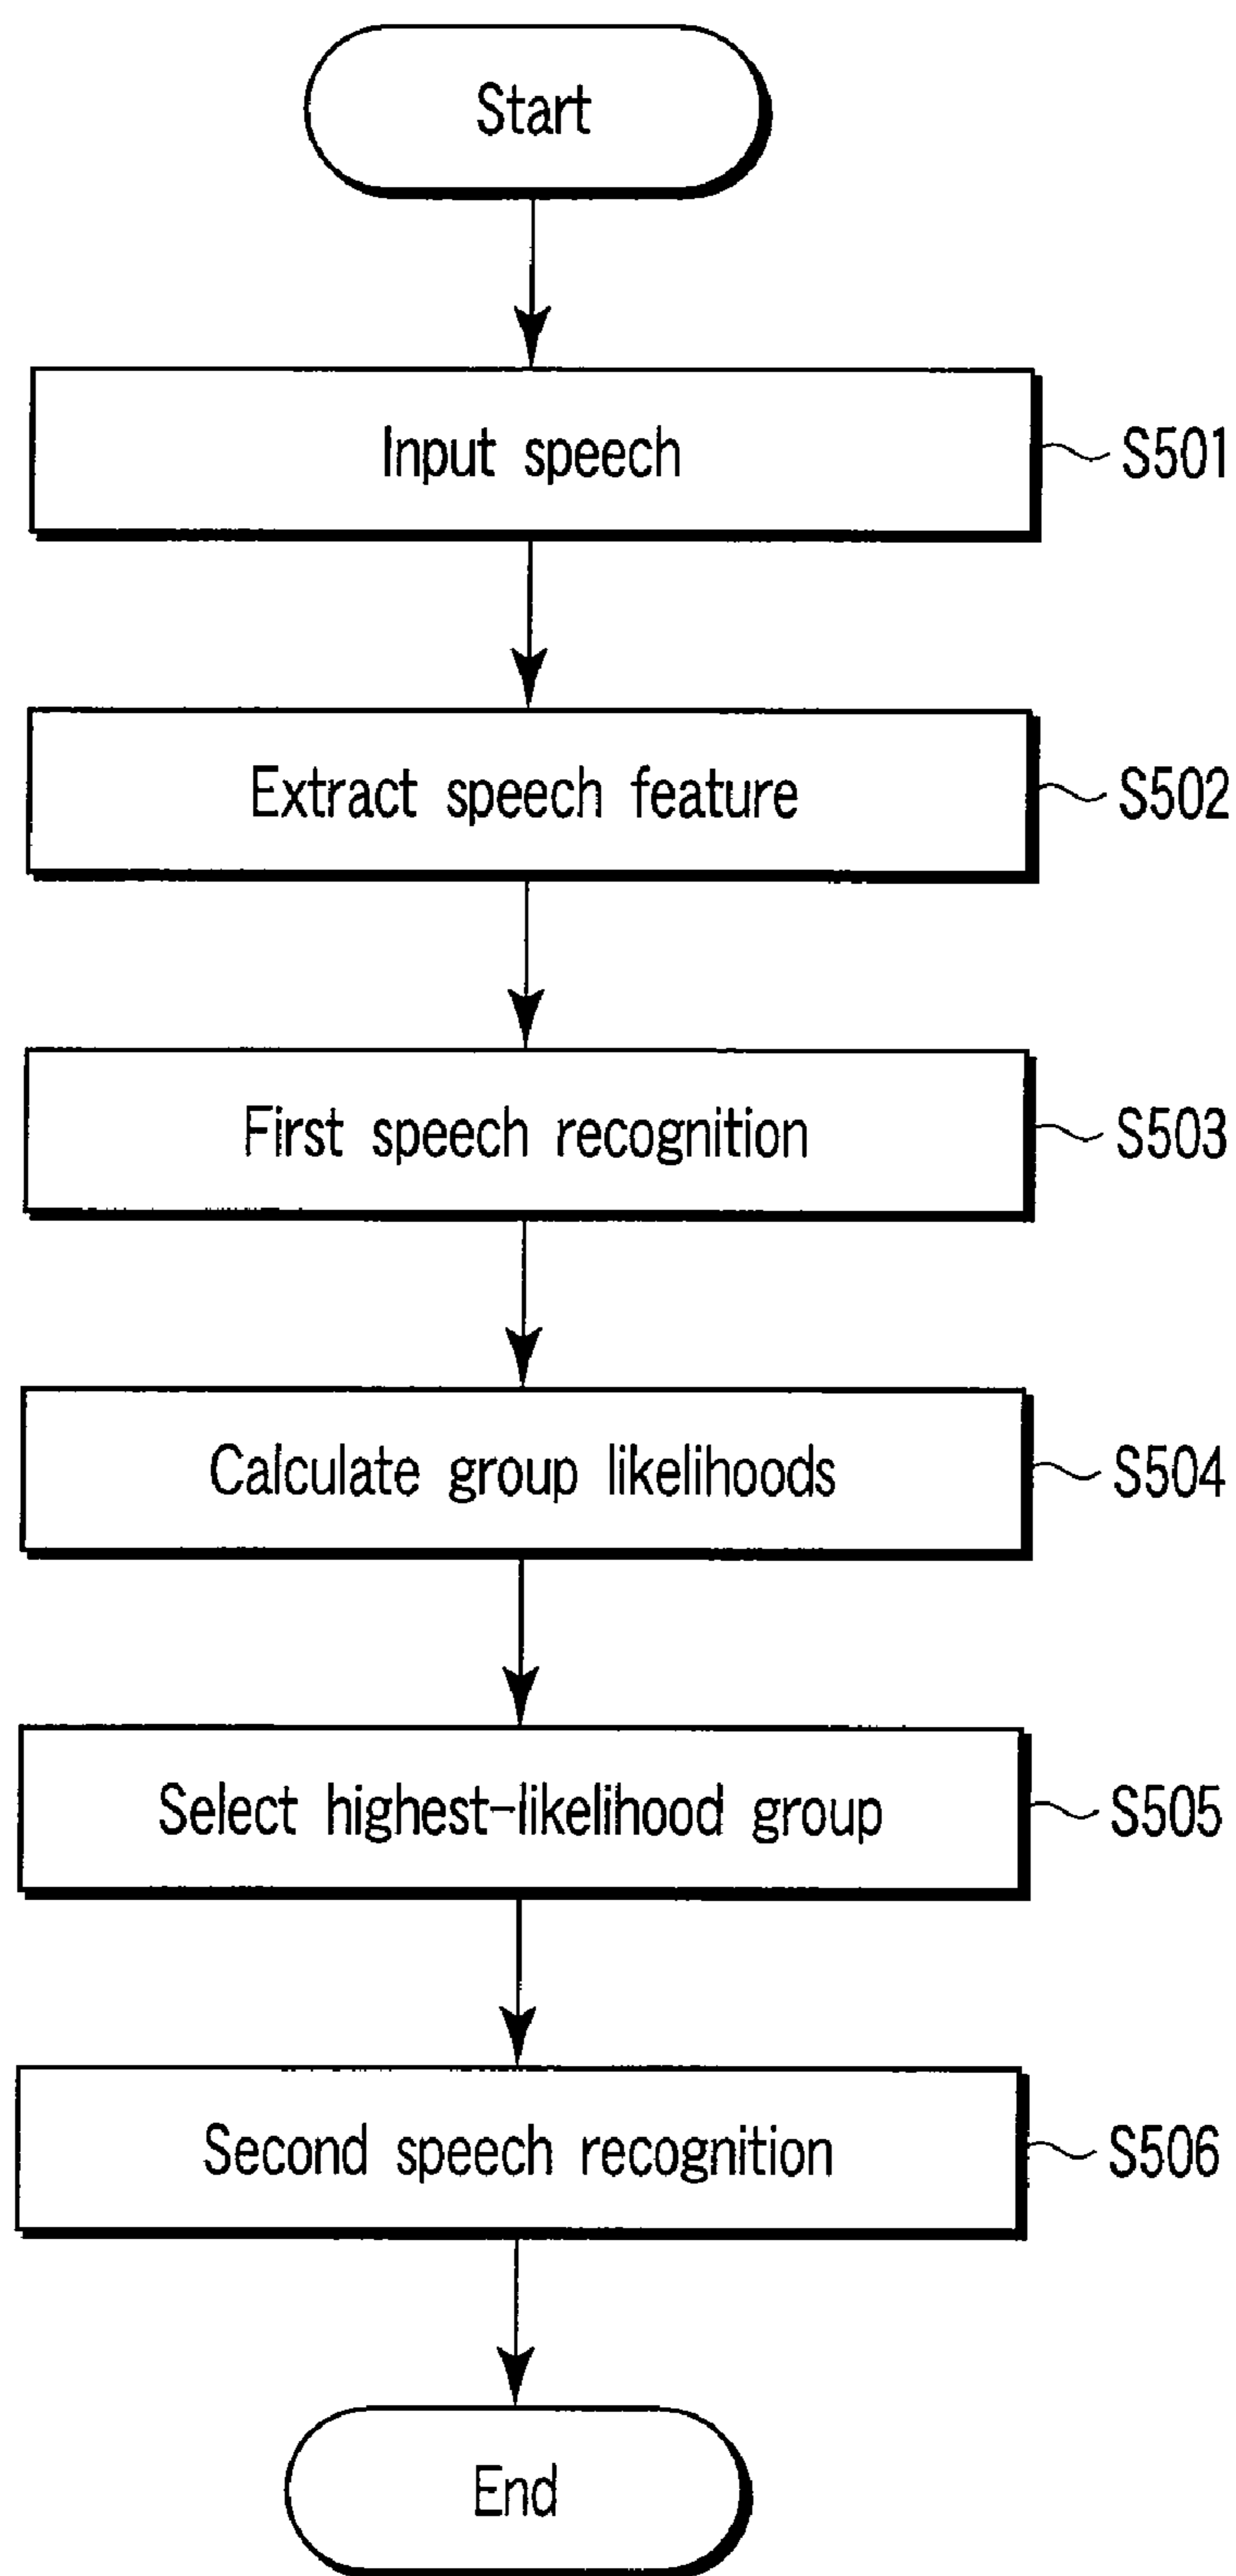 Start
Input speech S501
Extract speech feature S502
First speech recognition S503
Calculate group likelihoods S504
Select highest-likelihood group S505
Second speech recognition S506
End